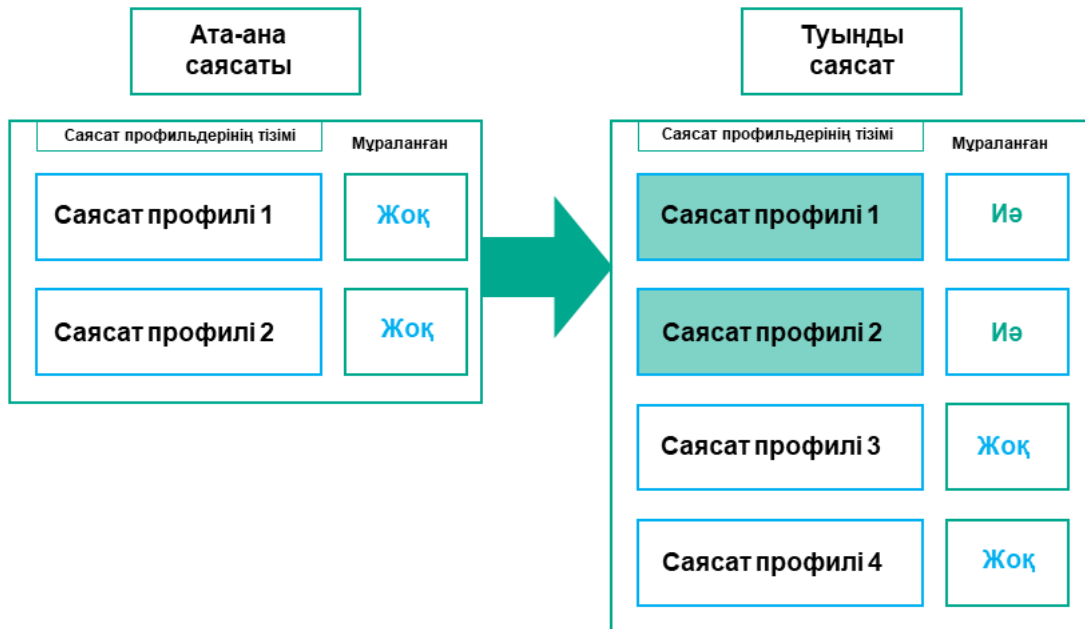 Ата-ана
саясаты
Саясат профильдерінің тізімі
Мұраланған
Саясат профилі 1
Жоқ
Саясат профилі 2
Жоқ
Туынды
саясат
Саясат профильдерінің тізімі
Мұраланған
Саясат профилі 1
Иә
Саясат профилі 2
Иә
Саясат профилі 3
Жоқ
Саясат профилі 4
Жоқ